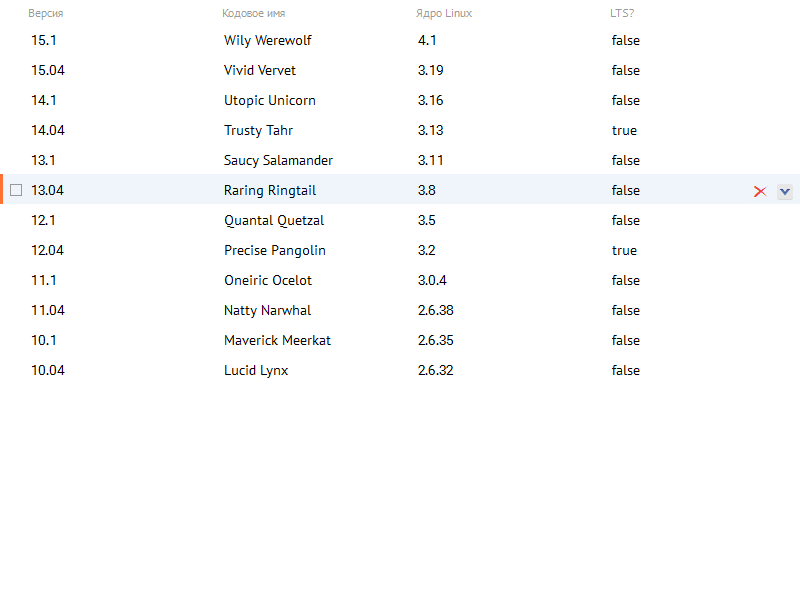 Версия Кодовое имя Ядро Linux LTS?
15.1 Wily Werewolf 4.1 false
15.04 Vivid Vervet 3.19 false
14.1 Utopic Unicorn 3.16 false
14.04 Trusty Tahr 3.13 true
13.1 Saucy Salamander 3.11 false
13.04 Raring Ringtail 3.8 false
12.1 Quantal Quetzal 3.5 false
12.04 Precise Pangolin 3.2 true
11.1 Oneiric Ocelot 3.0.4 false
11.04 Natty Narwhal 2.6.38 false
10.1 Maverick Meerkat 2.6.35 false
10.04 Lucid Lynx 2.6.32 false